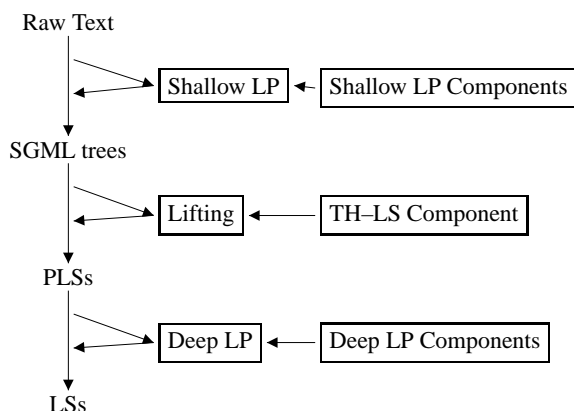 Raw Text
Shallow LP
Shallow LP Components
SGML trees
Lifting
TH–LS Component
PLSs
Deep LP
Deep LP Components
LSs